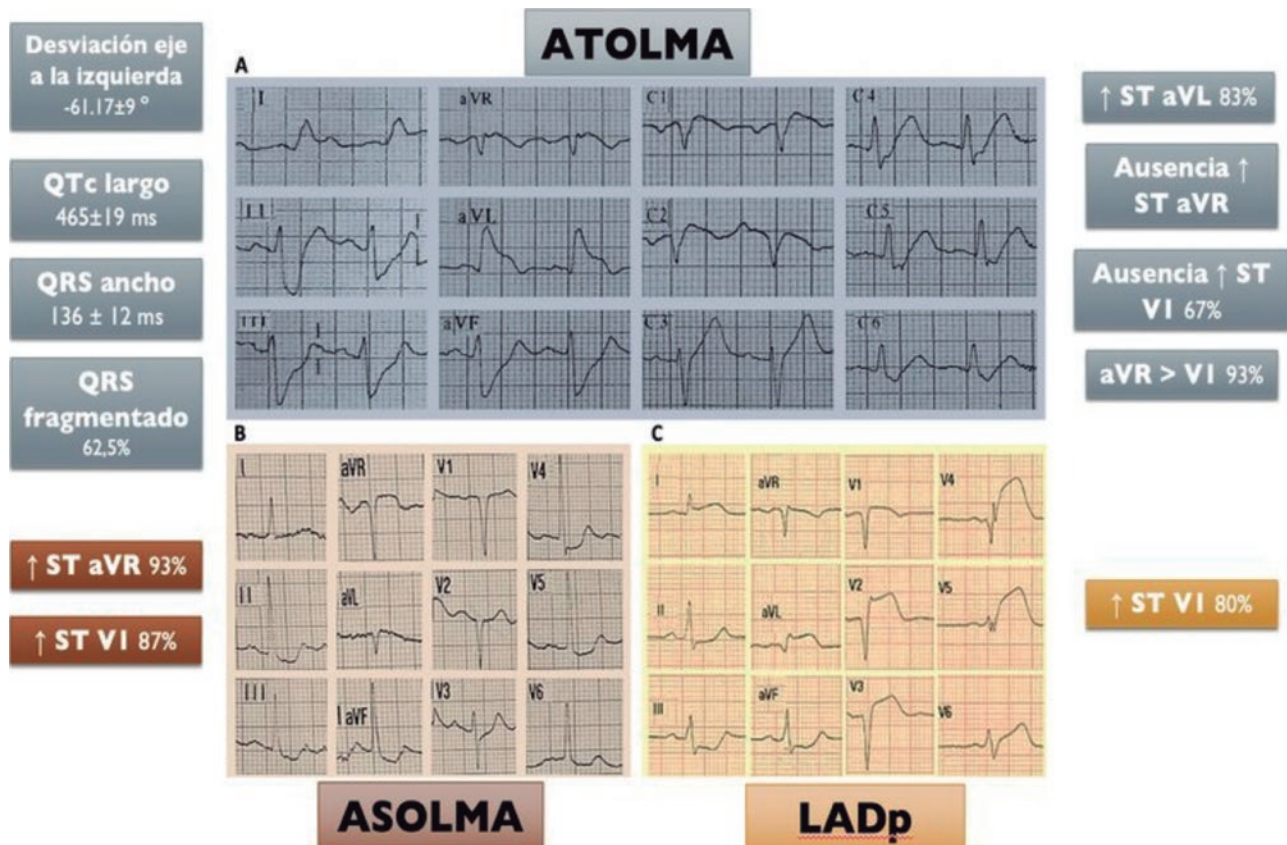 ATOLMA
Desviación eje
a la izquierda
-61.17±9 °
QTc largo
465±19 ms
QRS ancho
136 ± 12 ms
QRS
fragmentado
62,5%
A
I
aVR
C1
C4
II
aVL
C2
C5
III
aVF
C3
C6
↑ ST aVL 83%
Ausencia ↑
ST aVR
Ausencia ↑ ST
V1 67%
aVR > V1 93%
↑ ST aVR 93%
↑ ST V1 87%
B
I
aVR
V1
V4
II
aVL
V2
V5
III
aVF
V3
V6
ASOLMA
C
I
aVR
V1
V4
II
aVL
V2
V5
III
aVF
V3
V6
LADp
↑ ST V1 80%